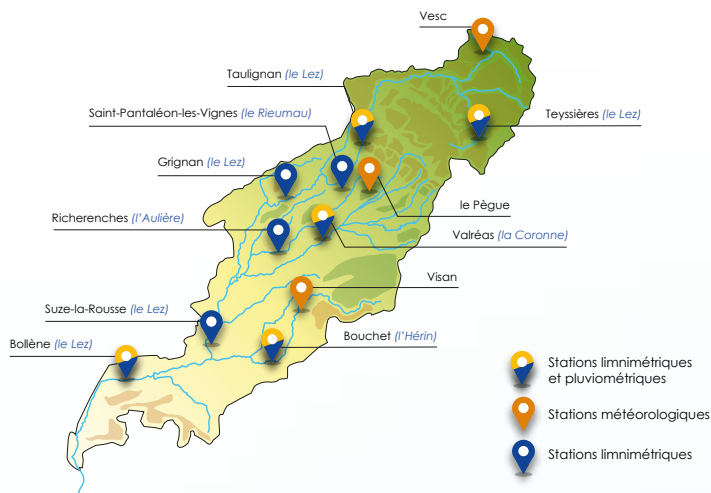 Vesc
Taulignan (le Lez)
Saint-Pantaléon-les-Vignes (le Rieumau)
Teyssières (le Lez)
Grignan (le Lez)
le Pègue
Richerenches (l'Aulière)
Valréas (la Coronne)
Visan
Suze-la-Rousse (le Lez)
Bollène (le Lez)
Bouchet (l'Hérin)
Stations limnimétriques
et pluviométriques
Stations météorologiques
Stations limnimétriques